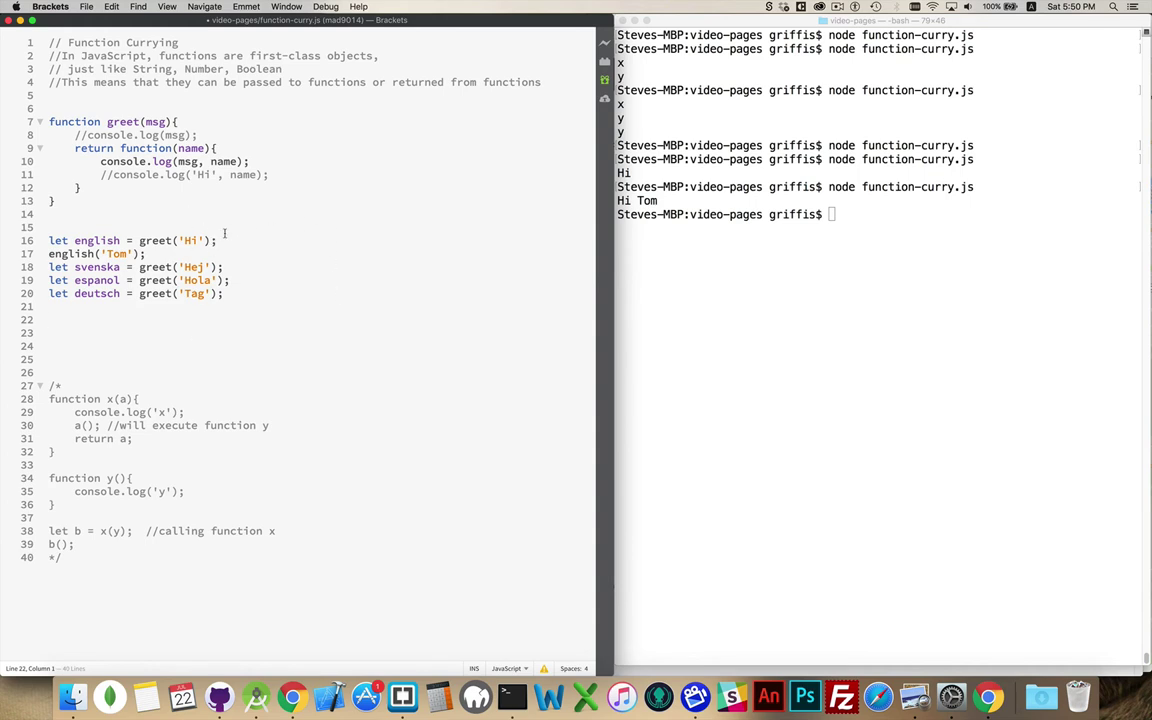 Brackets File Edit Find View Navigate Emmet Window Debug Help
100% Sat 5:50 PM
• video-pages/function-curry.js (mad9014) — Brackets
video-pages — -bash — 79×46
1 // Function Currying
2 //In JavaScript, functions are first-class objects,
3 // just like String, Number, Boolean
4 //This means that they can be passed to functions or returned from functions
5
6
7 function greet(msg){
8 //console.log(msg);
9 return function(name){
10 console.log(msg, name);
11 //console.log('Hi', name);
12 }
13 }
14
15
16 let english = greet('Hi');
17 english('Tom');
18 let svenska = greet('Hej');
19 let espanol = greet('Hola');
20 let deutsch = greet('Tag');
21
22
23
24
25
26
27 /*
28 function x(a){
29 console.log('x');
30 a(); //will execute function y
31 return a;
32 }
33
34 function y(){
35 console.log('y');
36 }
37
38 let b = x(y); //calling function x
39 b();
40 */
Line 22, Column 1 — 40 Lines
INS JavaScript Spaces: 4
Steves-MBP:video-pages griffis$ node function-curry.js
Steves-MBP:video-pages griffis$ node function-curry.js
x
y
Steves-MBP:video-pages griffis$ node function-curry.js
x
y
y
Steves-MBP:video-pages griffis$ node function-curry.js
Steves-MBP:video-pages griffis$ node function-curry.js
Hi
Steves-MBP:video-pages griffis$ node function-curry.js
Hi Tom
Steves-MBP:video-pages griffis$
JUL
22
1
W
X
S
An
Ps
Fz